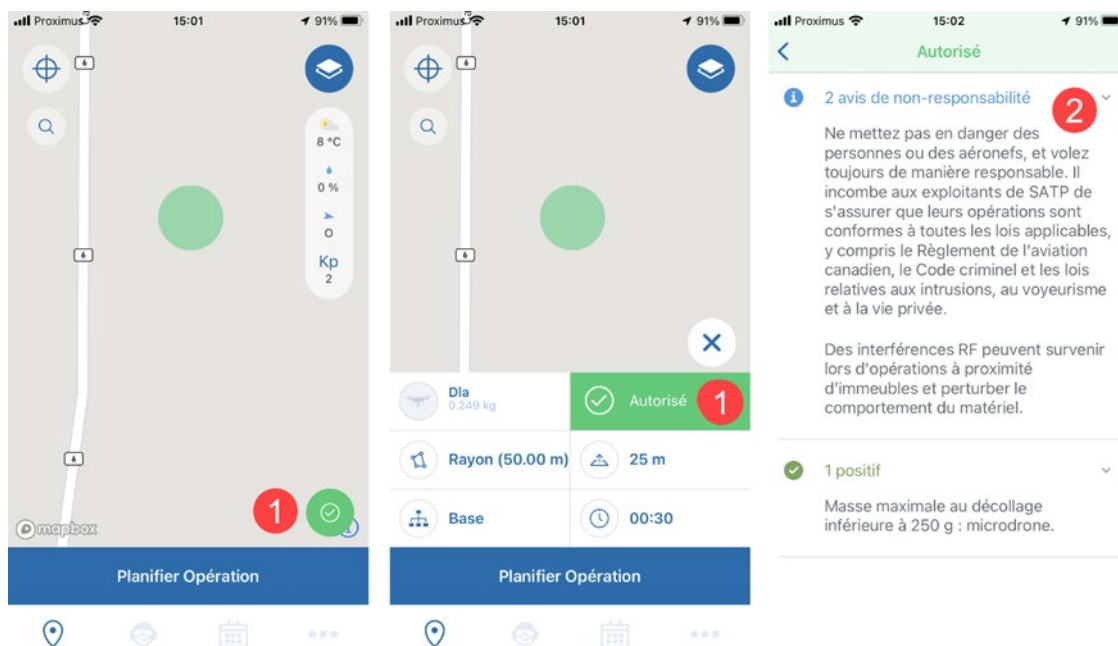 Proximus
15:01
91%
6
8 °C
0 %
O
6
Kp
2
6
1
mapbox
Planifier Opération
Proximus
15:01
91%
6
6
Dla
0.249 kg
Autorisé
1
Rayon (50.00 m)
25 m
Base
00:30
Planifier Opération
Proximus
15:02
91%
Autorisé
2 avis de non-responsabilité
2
Ne mettez pas en danger des
personnes ou des aéronefs, et volez
toujours de manière responsable. Il
incombe aux exploitants de SATP de
s'assurer que leurs opérations sont
conformes à toutes les lois applicables,
y compris le Règlement de l'aviation
canadien, le Code criminel et les lois
relatives aux intrusions, au voyeurisme
et à la vie privée.
Des interférences RF peuvent survenir
lors d'opérations à proximité
d'immeubles et perturber le
comportement du matériel.
1 positif
Masse maximale au décollage
inférieure à 250 g : microdrone.